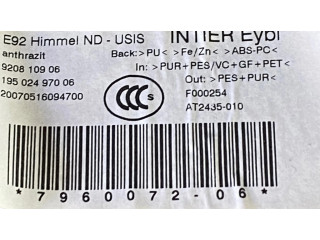 E92 Himmel ND - USIS
INTIER Eybl
anthrazit
Back:>PU< >Fe/Zn< >ABS-PC<
9208 109 06
In: >PUR+PES/VC+GF+PET<
195 024 970 06
Out: >PES+PUR<
20070516094700
F000254
AT2435-010
CCC
*7960072-06*